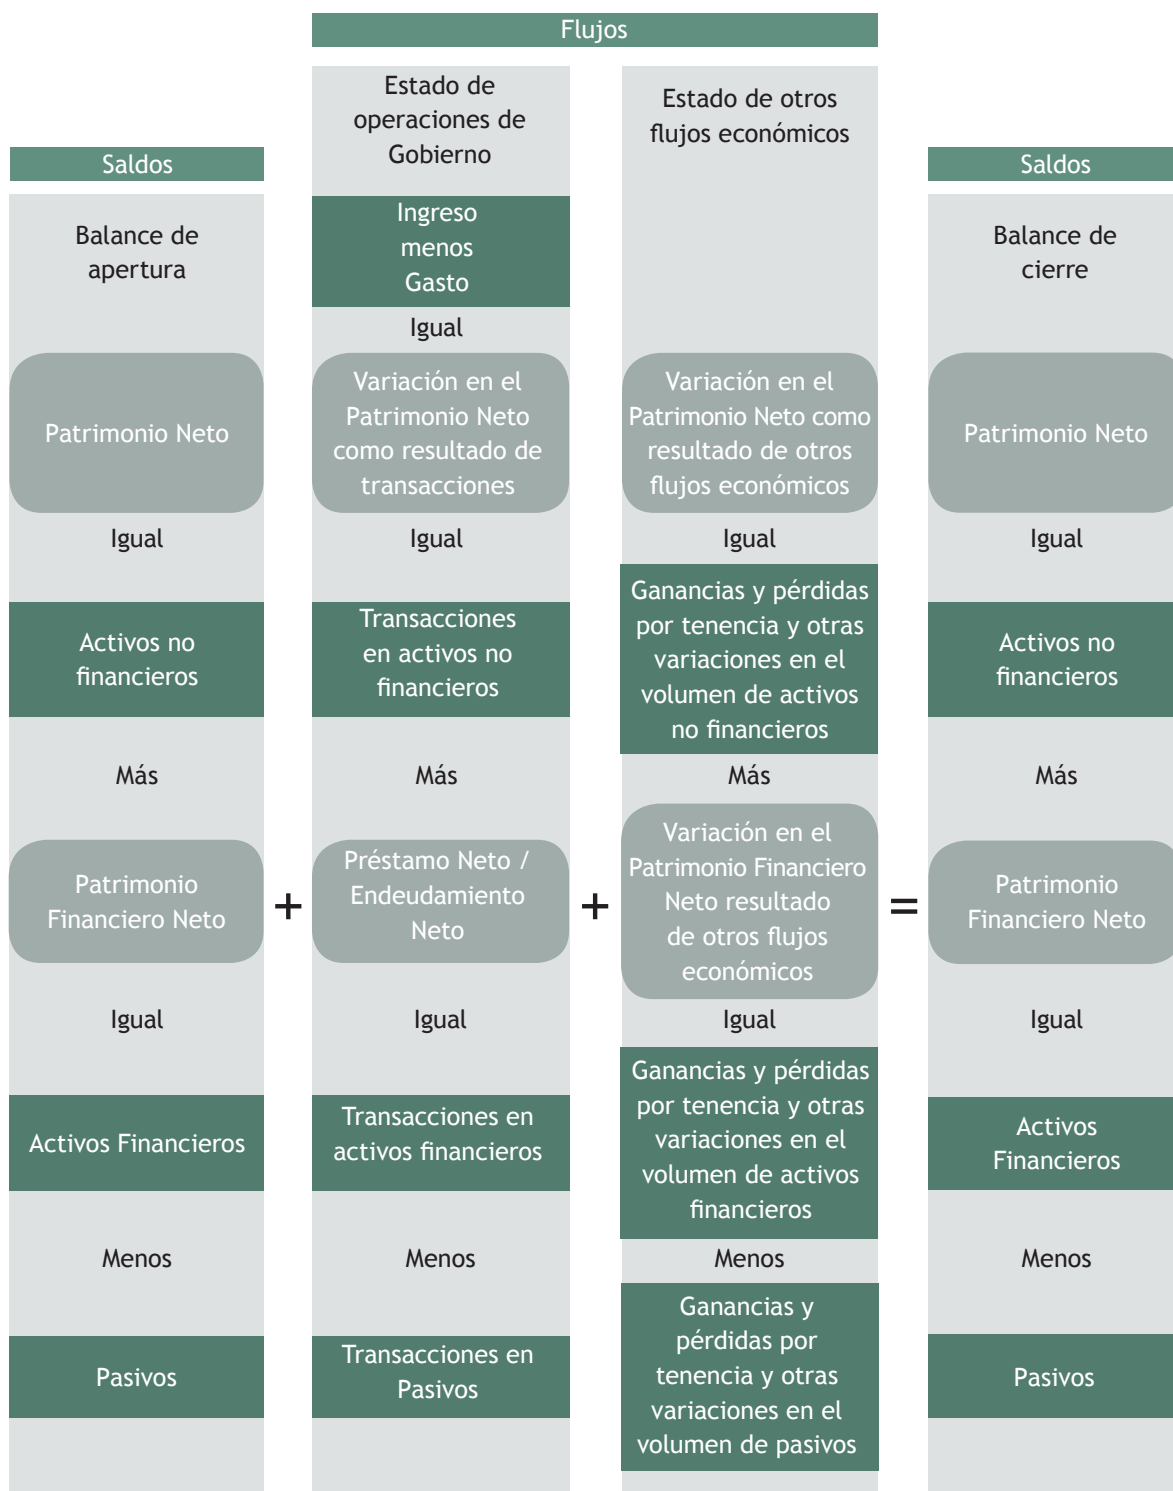 Flujos
Saldos
Balance de
apertura
Patrimonio Neto
Igual
Activos no
financieros
Más
Patrimonio
Financiero Neto
Igual
Activos Financieros
Menos
Pasivos
+
Estado de
operaciones de
Gobierno
Ingreso
menos
Gasto
Igual
Variación en el
Patrimonio Neto
como resultado de
transacciones
Igual
Transacciones
en activos no
financieros
Más
Préstamo Neto /
Endeudamiento
Neto
Igual
Transacciones en
activos financieros
Menos
Transacciones en
Pasivos
+
Estado de otros
flujos económicos
Variación en el
Patrimonio Neto como
resultado de otros
flujos económicos
Igual
Ganancias y pérdidas
por tenencia y otras
variaciones en el
volumen de activos
no financieros
Más
Variación en el
Patrimonio Financiero
Neto resultado
de otros flujos
económicos
Igual
Ganancias y pérdidas
por tenencia y otras
variaciones en el
volumen de activos
financieros
Menos
Ganancias y
pérdidas por
tenencia y otras
variaciones en el
volumen de pasivos
=
Saldos
Balance de
cierre
Patrimonio Neto
Igual
Activos no
financieros
Más
Patrimonio
Financiero Neto
Igual
Activos
Financieros
Menos
Pasivos